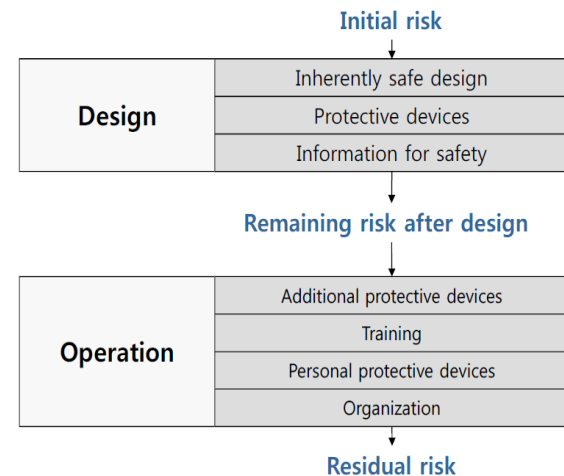 Initial risk
Design
Inherently safe design
Protective devices
Information for safety
Remaining risk after design
Operation
Additional protective devices
Training
Personal protective devices
Organization
Residual risk